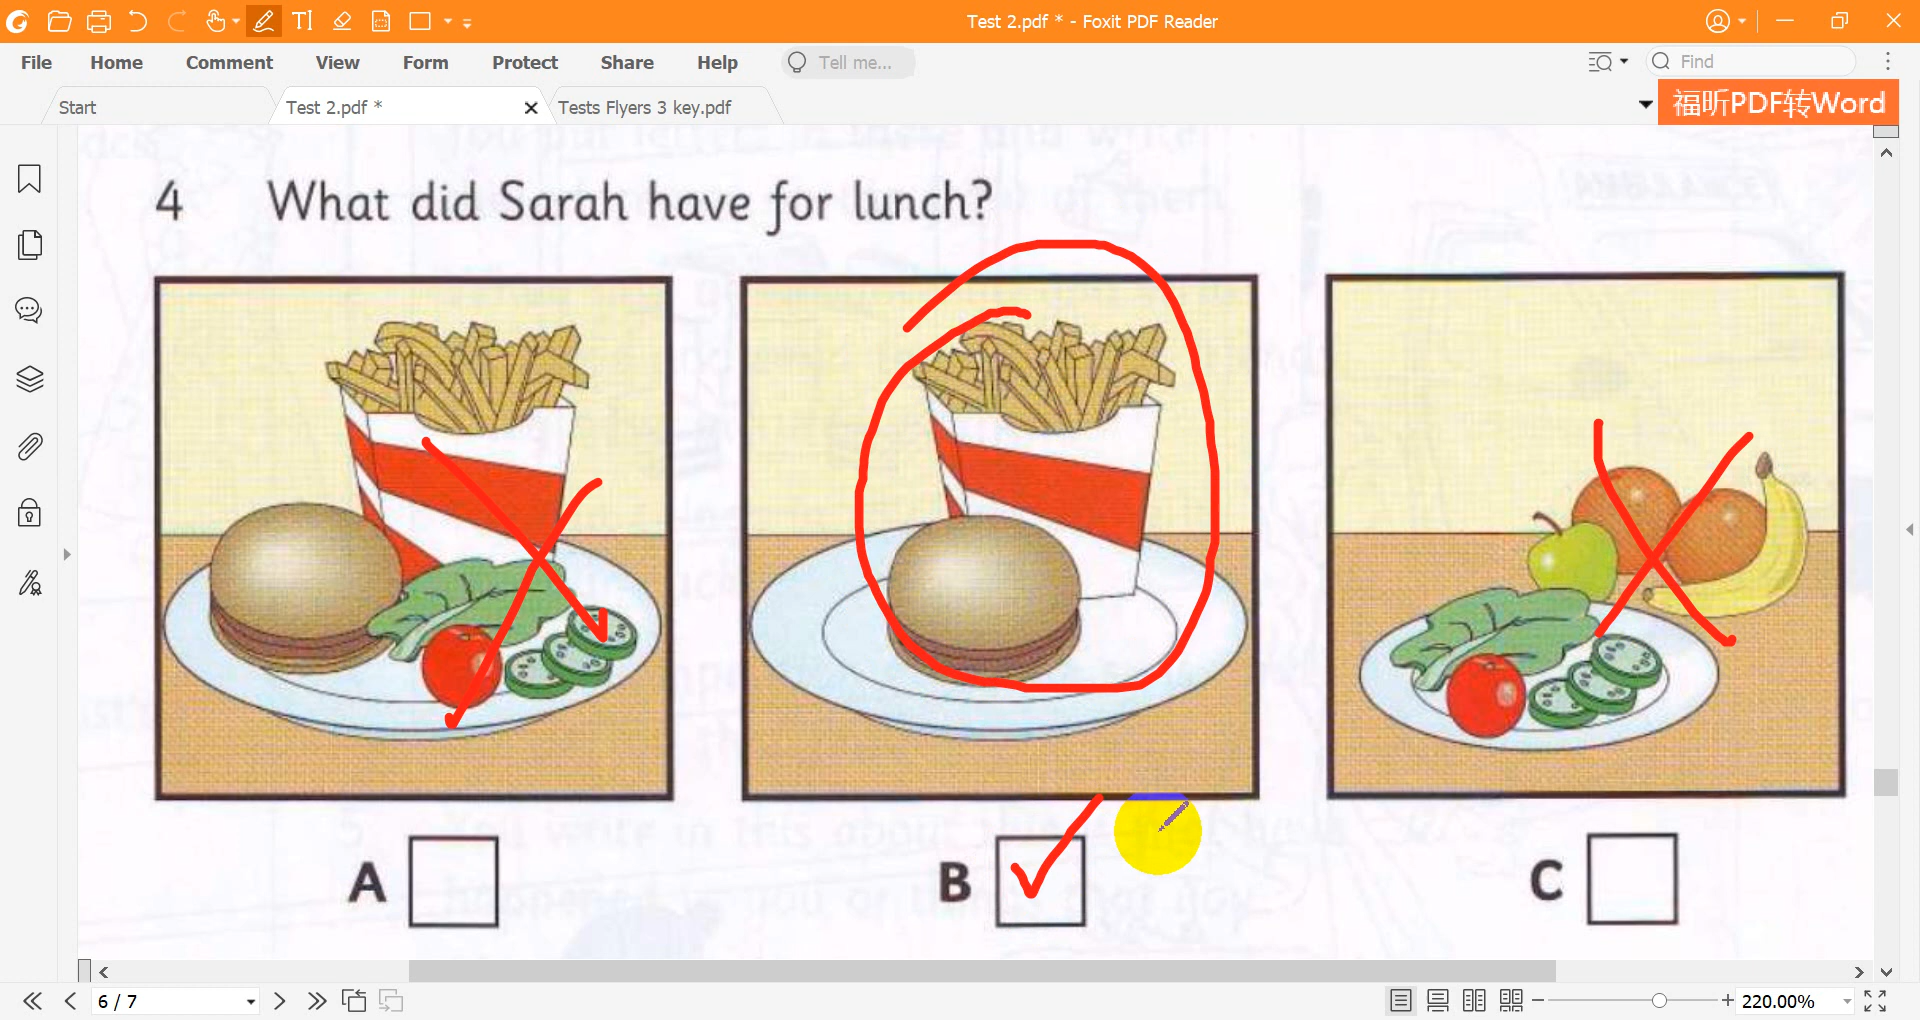 Test 2.pdf * - Foxit PDF Reader
File Home Comment View Form Protect Share Help Tell me... Find
Start Test 2.pdf * Tests Flyers 3 key.pdf 福昕PDF转Word
4 What did Sarah have for lunch?
A B C
6 / 7 220.00%